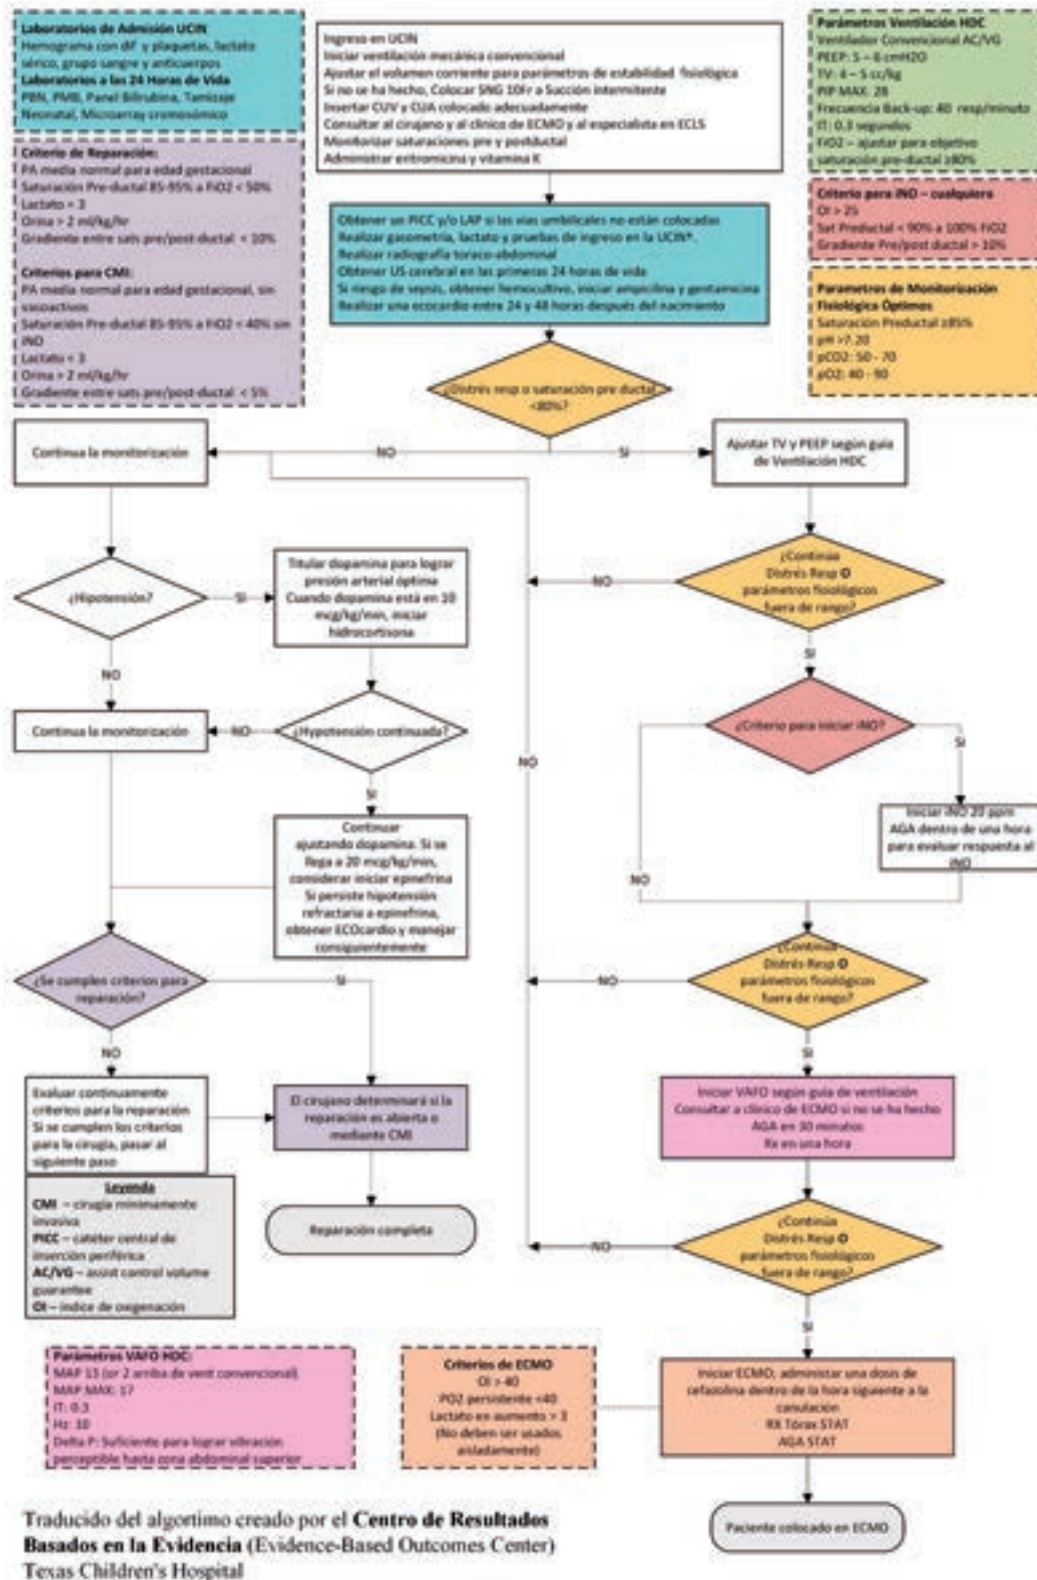 Laboratorios de Admisión UCIN
Hemograma con dif y plaquetas, lactato
sérico, grupo sangre y anticuerpos
Laboratorios a las 24 Horas de Vida
PBN, PMB, Panel Bilirrubina, Tamizaje
Neonatal, Microarray cromosómico
Criterio de Reparación:
PA media normal para edad gestacional
Saturación Pre-ductal 85-95% a FiO2 < 50%
Lactato < 3
Orina > 2 ml/kg/hr
Gradiente entre sats pre/post ductal < 10%
Criterios para CMI:
PA media normal para edad gestacional, sin
vasoactivos
Saturación Pre-ductal 85-95% a FiO2 < 40% sin
iNO
Lactato < 3
Orina > 2 ml/kg/hr
Gradiente entre sats pre/post-ductal < 5%
Ingreso en UCIN
Iniciar ventilación mecánica convencional
Ajustar el volumen corriente para parámetros de estabilidad fisiológica
Si no se ha hecho, Colocar SNG 10Fr a Succión intermitente
Insertar CUV y CUA colocado adecuadamente
Consultar al cirujano y al clínico de ECMO y al especialista en ECLS
Monitorizar saturaciones pre y postductal
Administrar eritromicina y vitamina K
Obtener un PICC y/o LAP si las vías umbilicales no están colocadas
Realizar gasometría, lactato y pruebas de ingreso en la UCIN*.
Realizar radiografía toraco-abdominal
Obtener US cerebral en las primeras 24 horas de vida
Si riesgo de sepsis, obtener hemocultivo, iniciar ampicilina y gentamicina
Realizar una ecocardio entre 24 y 48 horas después del nacimiento
Parámetros Ventilación HDC
Ventilador Convencional AC/VG
PEEP: 5 – 6 cmH2O
TV: 4 – 5 cc/kg
PIP MAX: 28
Frecuencia Back-up: 40 resp/minuto
IT: 0.3 segundos
FiO2 – ajustar para objetivo
saturación pre-ductal ≥80%
Criterio para iNO – cualquiera
OI > 25
Sat Preductal < 90% a 100% FiO2
Gradiente Pre/post ductal > 10%
Parametros de Monitorización
Fisiológica Óptimos
Saturación Preductal ≥85%
pH >7.20
pCO2: 50 - 70
pO2: 40 - 90
¿Distrés resp o saturación pre ductal
<80%?
NO
SI
Continua la monitorización
Ajustar TV y PEEP según guía
de Ventilación HDC
¿Hipotensión?
SI
Titular dopamina para lograr
presión arterial óptima
Cuando dopamina está en 10
mcg/kg/min, iniciar
hidrocortisona
¿Continúa
Distrés Resp O
parámetros fisiológicos
fuera de rango?
NO
SI
NO
Continua la monitorización
NO
¿Hypotensión continuada?
SI
¿Criterio para iniciar iNO?
SI
NO
NO
Iniciar iNO 20 ppm
AGA dentro de una hora
para evaluar respuesta al
iNO
Continuar
ajustando dopamina. Si se
llega a 20 mcg/kg/min,
considerar iniciar epinefrina
Si persiste hipotensión
refractaria a epinefrina,
obtener ECOcardio y manejar
consiguientemente
¿Se cumplen criterios para
reparación?
SI
NO
¿Continúa
Distrés Resp O
parámetros fisiológicos
fuera de rango?
NO
SI
Evaluar continuamente
criterios para la reparación
Si se cumplen los criterios
para la cirugía, pasar al
siguiente paso
El cirujano determinará si la
reparación es abierta o
mediante CMI
Iniciar VAFO según guía de ventilación
Consultar a clínico de ECMO si no se ha hecho
AGA en 30 minutos
Rx en una hora
Leyenda
CMI – cirugía mínimamente
invasiva
PICC – catéter central de
inserción periférica
AC/VG – assist control volume
guarantee
OI – índice de oxigenación
Reparación completa
¿Continúa
Distrés Resp O
parámetros fisiológicos
fuera de rango?
NO
SI
Parámetros VAFO HDC:
MAP 13 (or 2 arriba de vent convencional)
MAP MAX: 17
IT: 0.3
Hz: 10
Delta P: Suficiente para lograr vibración
perceptible hasta zona abdominal superior
Criterios de ECMO
OI > 40
PO2 persistente <40
Lactato en aumento > 3
(No deben ser usados
aisladamente)
Iniciar ECMO; administar una dosis de
cefazolina dentro de la hora siguiente a la
canulación
RX Tórax STAT
AGA STAT
Paciente colocado en ECMO
Traducido del algortimo creado por el Centro de Resultados
Basados en la Evidencia (Evidence-Based Outcomes Center)
Texas Children's Hospital